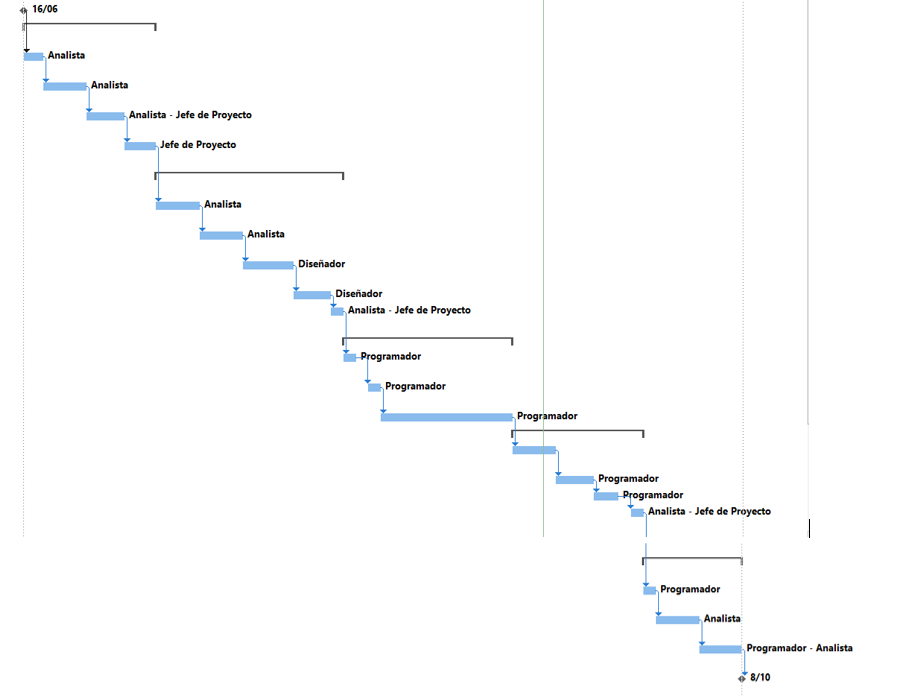 16/06
Analista
Analista
Analista - Jefe de Proyecto
Jefe de Proyecto
Analista
Analista
Diseñador
Diseñador
Analista - Jefe de Proyecto
Programador
Programador
Programador
Programador
Programador
Analista - Jefe de Proyecto
Programador
Analista
Programador - Analista
8/10